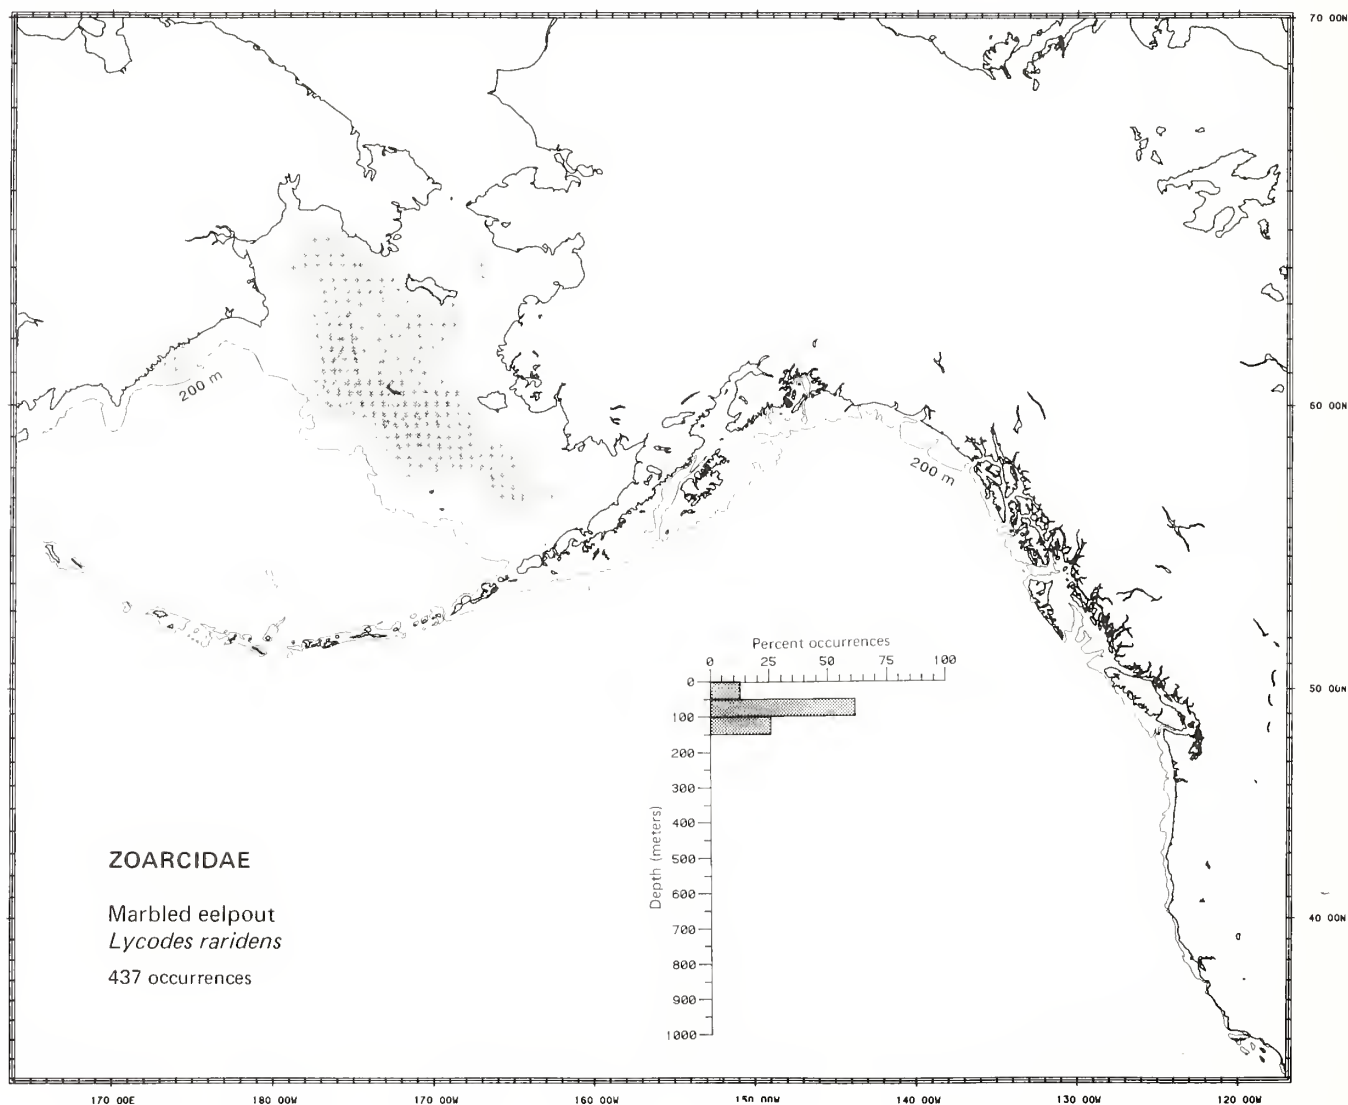 70 00N
200 m
60 00N
200 m
Percent occurrences
0 25 50 75 100
0
50 00N
100
200
300
400
500
600
700
800
900
1000
Depth (meters)
ZOARCIDAE
Marbled eelpout
Lycodes raridens
437 occurrences
40 00N
170 00E 180 00W 170 00W 160 00W 150 00W 140 00W 130 00W 120 00W